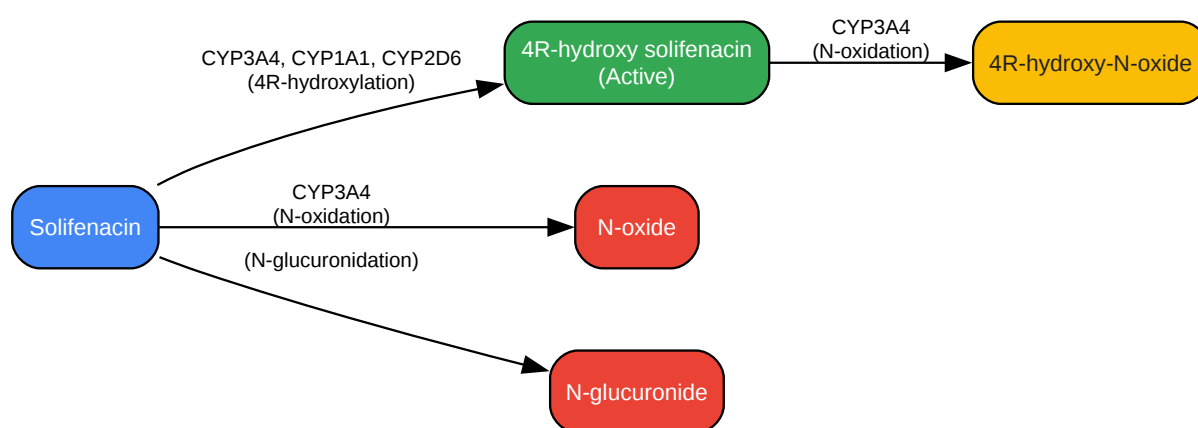 CYP3A4, CYP1A1, CYP2D6
(4R-hydroxylation)
4R-hydroxy solifenacin
(Active)
CYP3A4
(N-oxidation)
4R-hydroxy-N-oxide
Solifenacin
CYP3A4
(N-oxidation)
N-oxide
(N-glucuronidation)
N-glucuronide